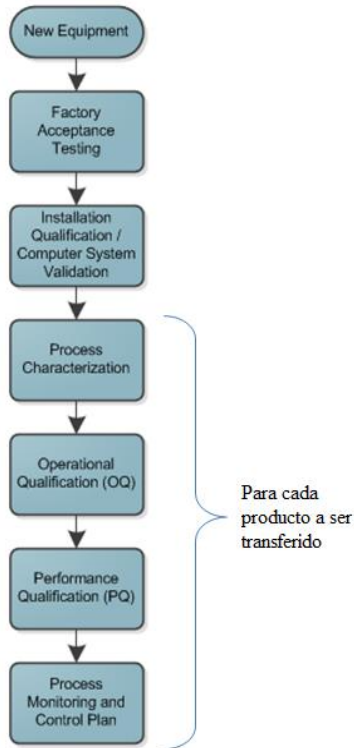 New Equipment
Factory
Acceptance
Testing
Installation
Qualification /
Computer System
Validation
Process
Characterization
Operational
Qualification (OQ)
Performance
Qualification (PQ)
Process
Monitoring and
Control Plan
Para cada
producto a ser
transferido